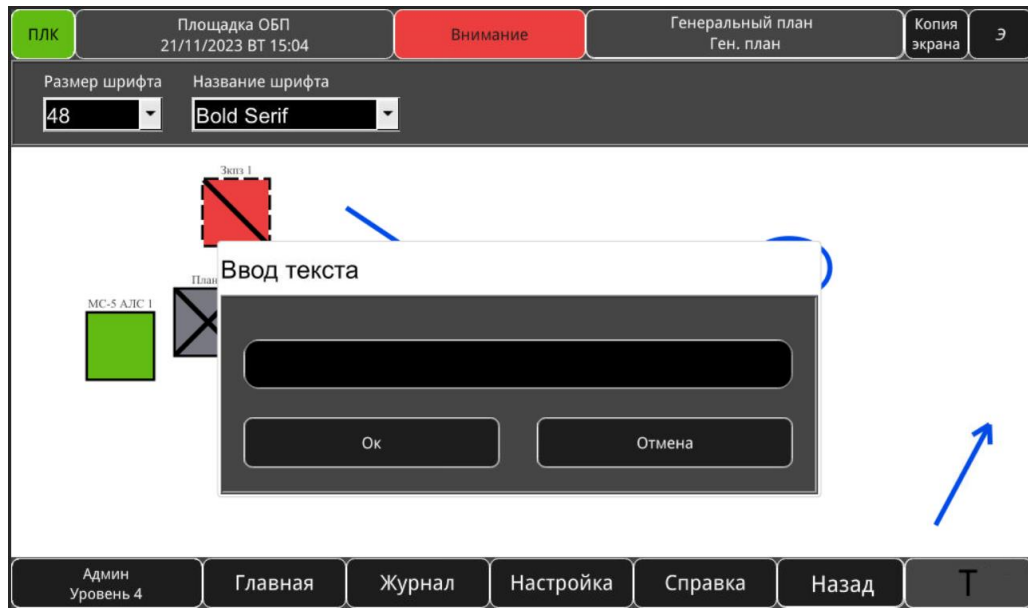 ПЛК
Площадка ОБП
21/11/2023 ВТ 15:04
Внимание
Генеральный план
Ген. план
Копия
экрана
Э
Размер шрифта
Название шрифта
48
Bold Serif
Зкпз 1
План
МС-5 АЛС 1
Ввод текста
Ок
Отмена
Админ
Уровень 4
Главная
Журнал
Настройка
Справка
Назад
Т